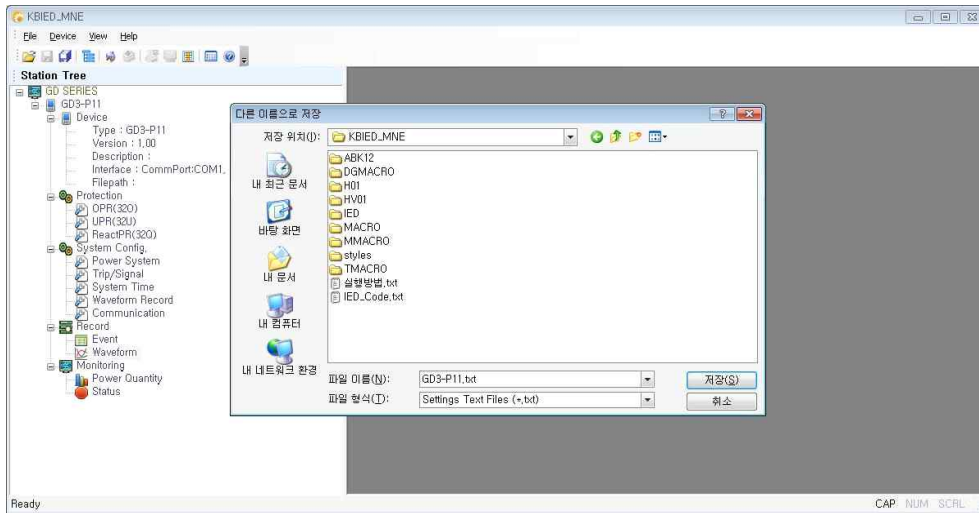 KBIED_MNE
File Device View Help
Station Tree
GD SERIES
GD3-P11
Device
Type : GD3-P11
Version : 1,00
Description :
Interface : CommPort:COM1,
Filepath :
Protection
OPR(32O)
UPR(32U)
ReactPR(32Q)
System Config,
Power System
Trip/Signal
System Time
Waveform Record
Communication
Record
Event
Waveform
Monitoring
Power Quantity
Status
다른 이름으로 저장
저장 위치(I): KBIED_MNE
내 최근 문서
바탕 화면
내 문서
내 컴퓨터
내 네트워크 환경
ABK12
DGMACRO
H01
HV01
IED
MACRO
MMACRO
styles
TMACRO
실행방법,txt
IED_Code,txt
파일 이름(N): GD3-P11,txt 저장(S)
파일 형식(T): Settings Text Files (*,txt) 취소
Ready CAP NUM SCRL